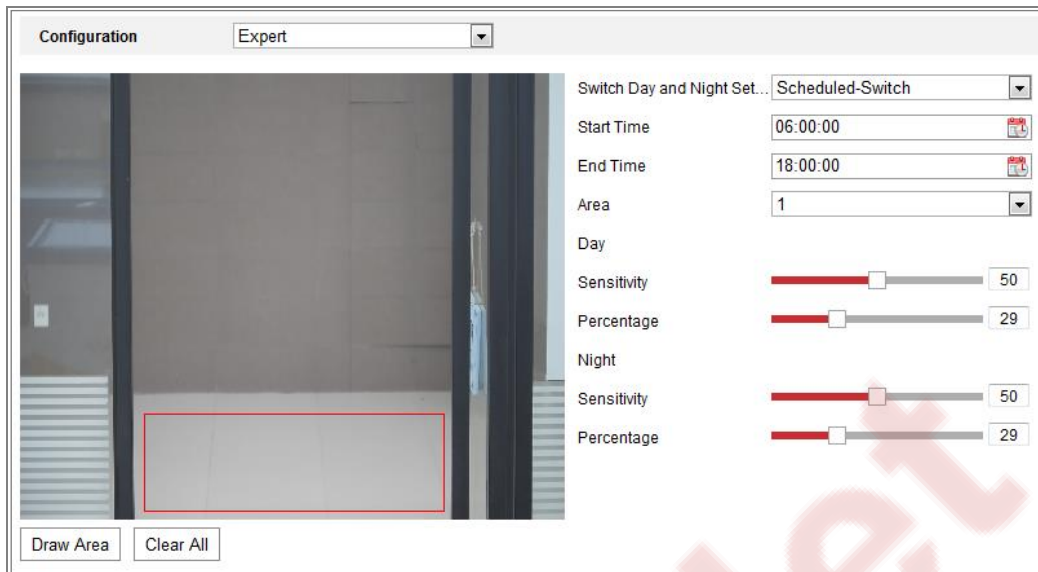 Configuration Expert
Switch Day and Night Set... Scheduled-Switch
Start Time 06:00:00
End Time 18:00:00
Area 1
Day
Sensitivity 50
Percentage 29
Night
Sensitivity 50
Percentage 29
Draw Area Clear All